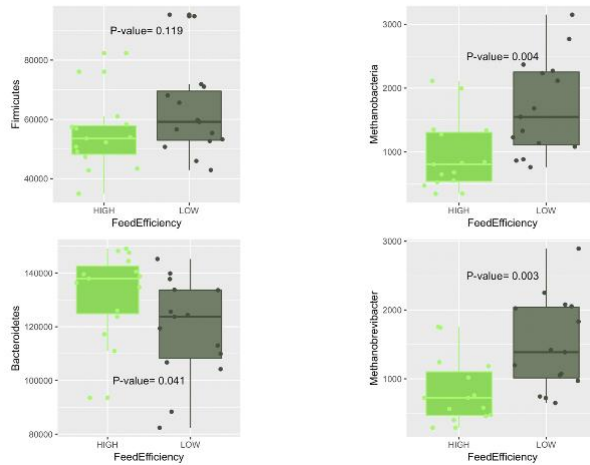 P-value= 0.119
80000
60000
40000
Firmicutes
HIGH
LOW
FeedEfficiency
P-value= 0.004
3000
2000
1000
0
Methanobacteria
HIGH
LOW
FeedEfficiency
140000
120000
100000
80000
Bacteroidetes
P-value= 0.041
HIGH
LOW
FeedEfficiency
3000
2000
1000
Methanobrevibacter
P-value= 0.003
HIGH
LOW
FeedEfficiency